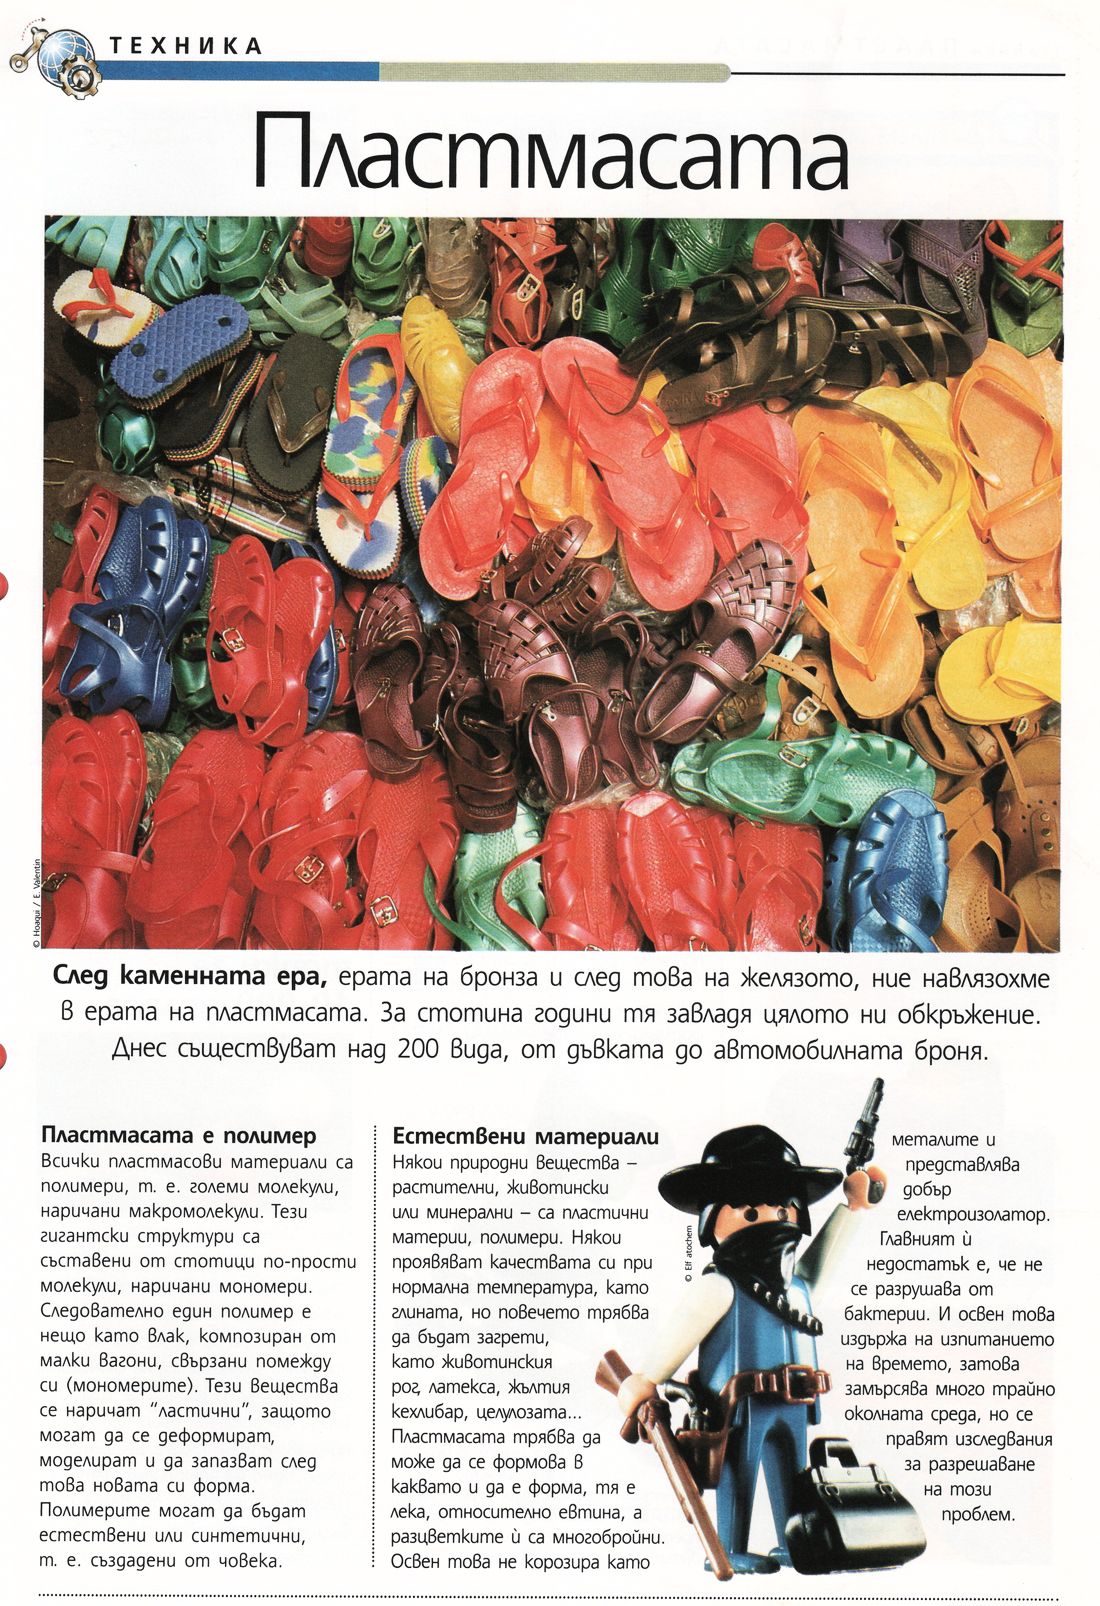 ТЕХНИКА
Пластмасата
© Hoaqui / E. Valentin
След каменната ера, ерата на бронза и след това на желязото, ние навлязохме
в ерата на пластмасата. За стотина години тя завладя цялото ни обкръжение.
Днес съществуват над 200 вида, от дъвката до автомобилната броня.
Пластмасата е полимер
Всички пластмасови материали са
полимери, т. е. големи молекули,
наричани макромолекули. Тези
гигантски структури са
съставени от стотици по-прости
молекули, наричани мономери.
Следователно един полимер е
нещо като влак, композиран от
малки вагони, свързани помежду
си (мономерите). Тези вещества
се наричат "ластични", защото
могат да се деформират,
моделират и да запазват след
това новата си форма.
Полимерите могат да бъдат
естествени или синтетични,
т. е. създадени от човека.
Естествени материали
Някои природни вещества –
растителни, животински
или минерални – са пластични
материи, полимери. Някои
проявяват качествата си при
нормална температура, като
глината, но повечето трябва
да бъдат загрети,
като животинския
рог, латекса, жълтия
кехлибар, целулозата...
Пластмасата трябва да
може да се формова в
каквато и да е форма, тя е
лека, относително евтина, а
разцветките ѝ са многобройни.
Освен това не корозира като
© Elf atochem
металите и
представлява
добър
електроизолатор.
Главният ѝ
недостатък е, че не
се разрушава от
бактерии. И освен това
издържа на изпитанието
на времето, затова
замърсява много трайно
околната среда, но се
правят изследвания
за разрешаване
на този
проблем.